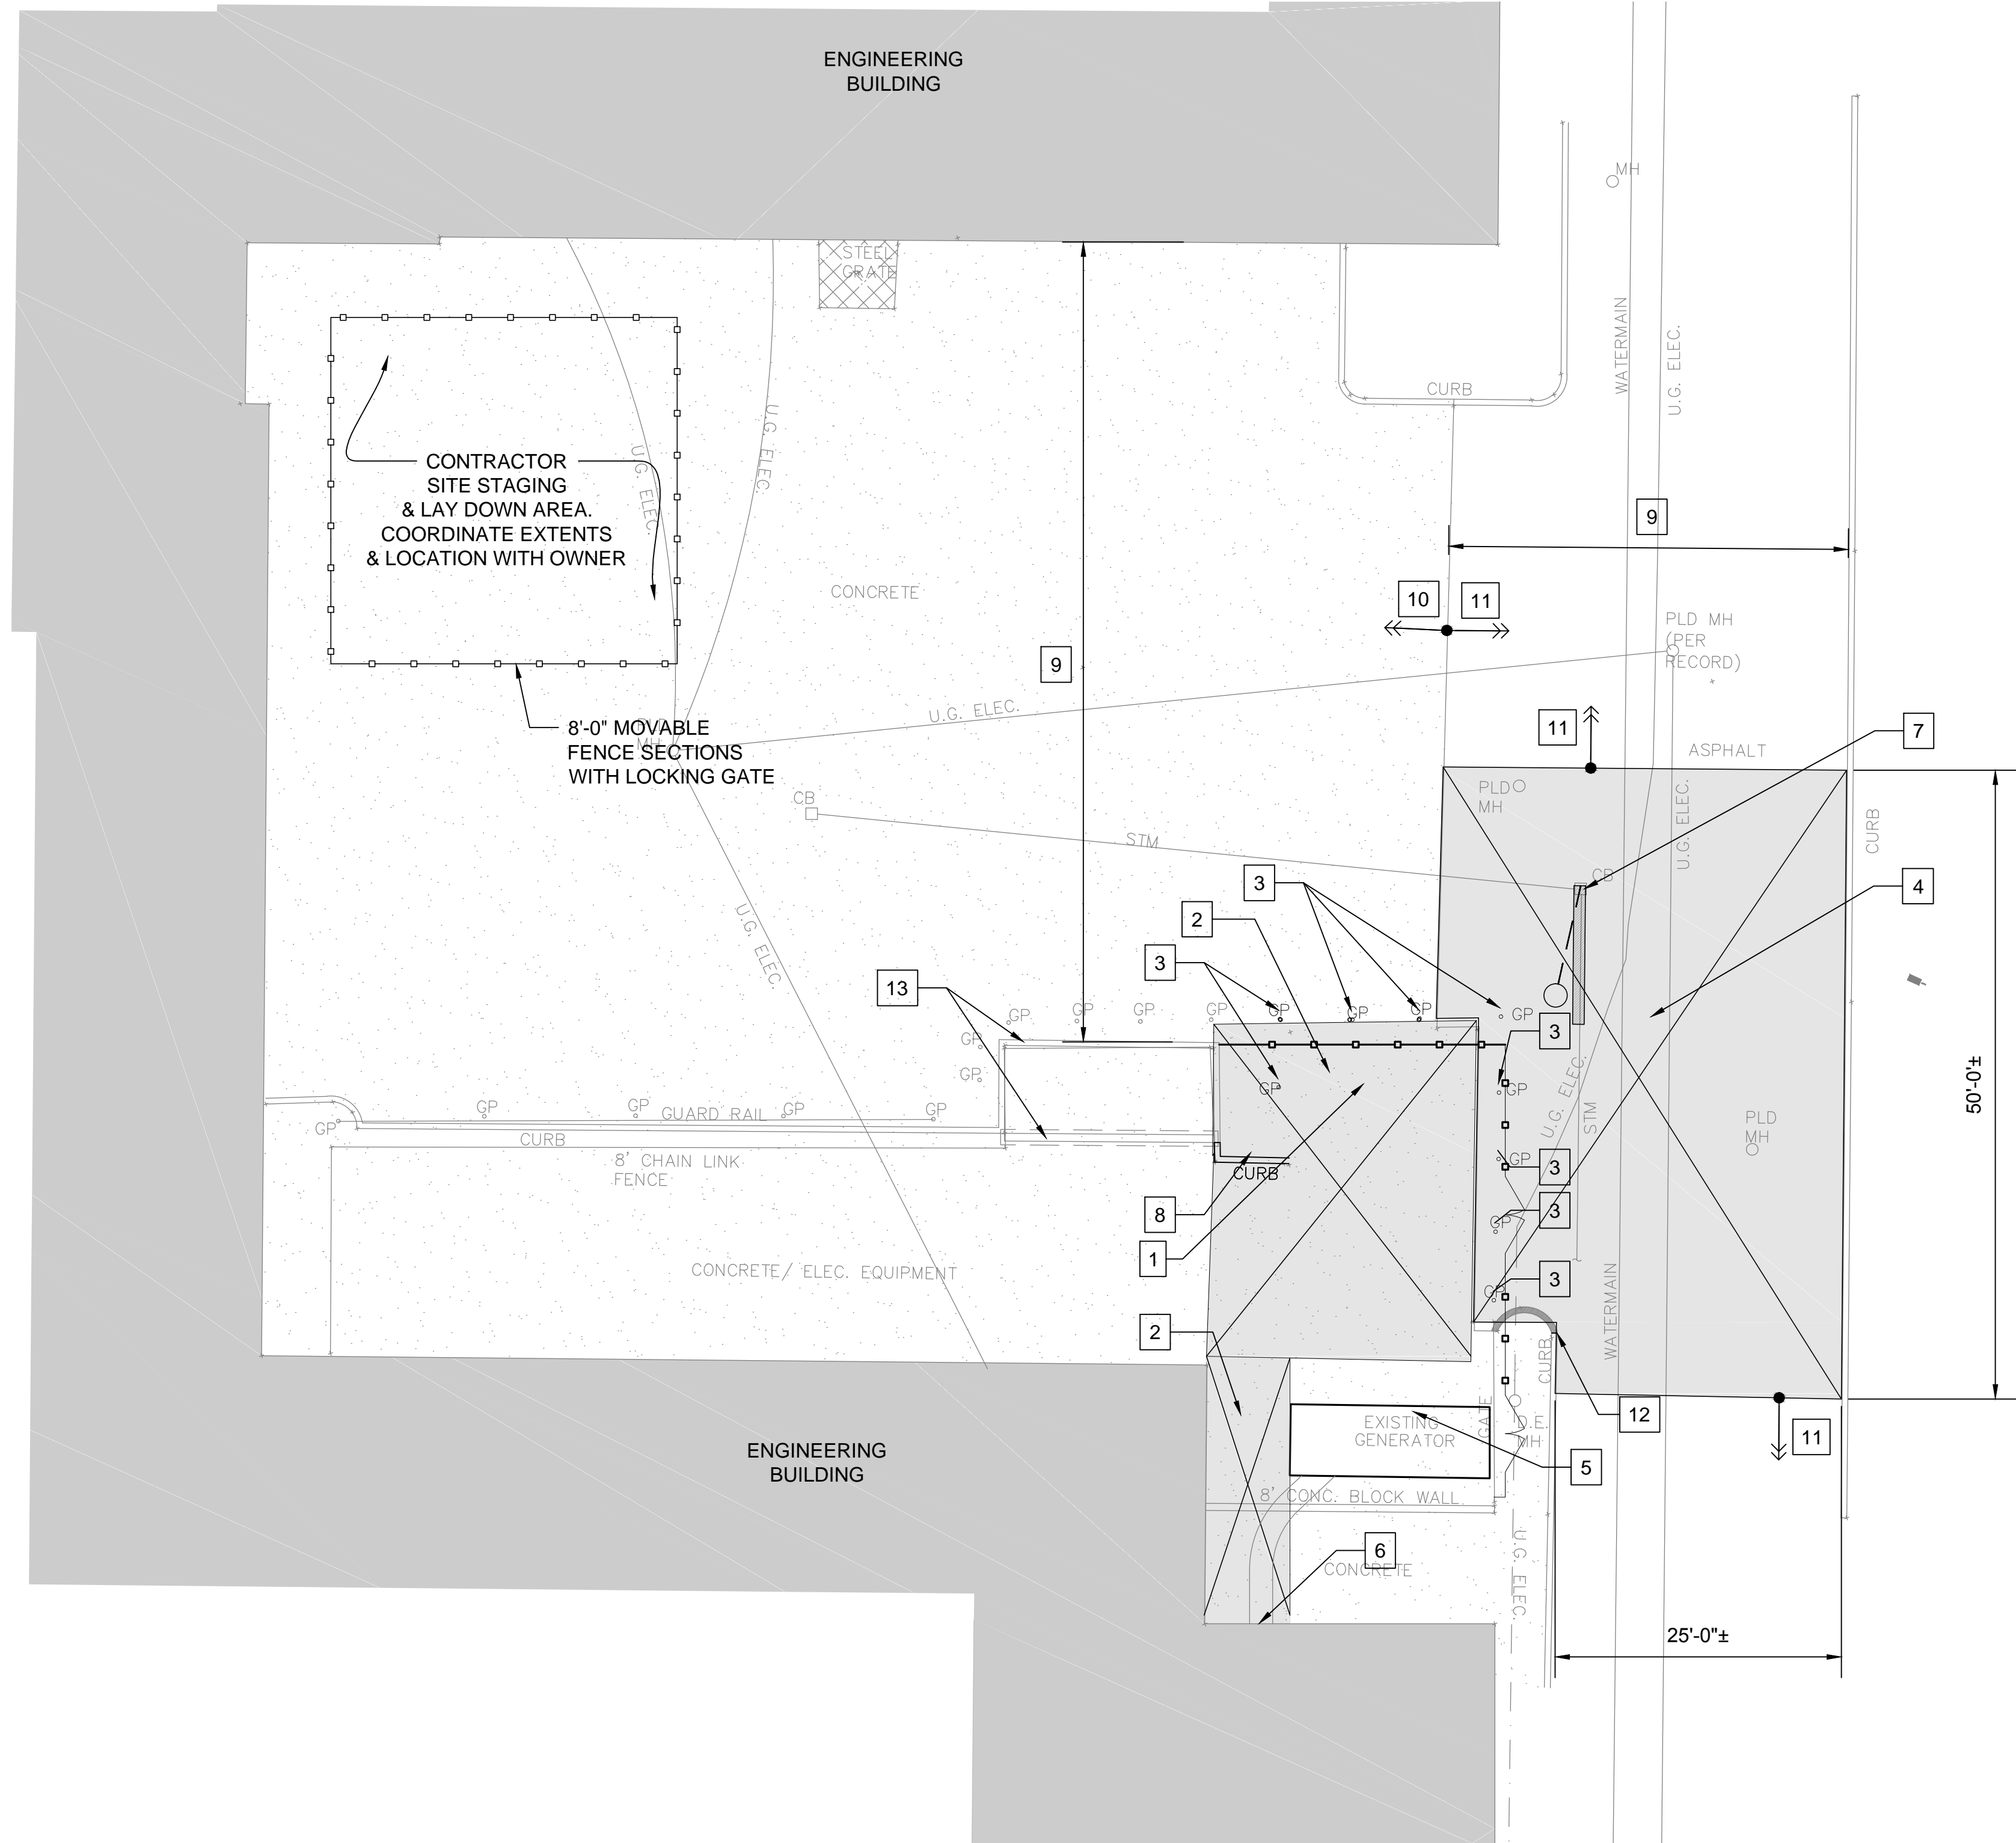 ENGINEERING
BUILDING
MH
STEEL
GRATE
WATERMAIN
U.G. ELEC.
CURB
U.G. ELEC.
U.G. ELEC.
CONTRACTOR
SITE STAGING
& LAY DOWN AREA.
COORDINATE EXTENTS
& LOCATION WITH OWNER
9
CONCRETE
10
11
PLD MH
(PER
RECORD)
9
U.G. ELEC.
8'-0" MOVABLE
FENCE SECTIONS
WITH LOCKING GATE
PLD
MH
11
7
ASPHALT
PLD
MH
U.G. ELEC.
CURB
CB
STM
CB
3
4
2
U.G. ELEC.
3
13
GP
GP
GP
GP
GP
GP
GP
GP
3
GP
GP
GP
GP
U.G. ELEC.
STM
50'-0"±
GP
GP
GP
GP
GP
GUARD RAIL
CURB
PLD
MH
8' CHAIN LINK
FENCE
GP
3
CURB
8
3
GP
1
CONCRETE/ ELEC. EQUIPMENT
3
GP
2
WATERMAIN
CURB
12
GATE
EXISTING
GENERATOR
D.E.
MH
11
ENGINEERING
BUILDING
5
8' CONC. BLOCK WALL
6
CONCRETE
U.G. ELEC.
25'-0"±